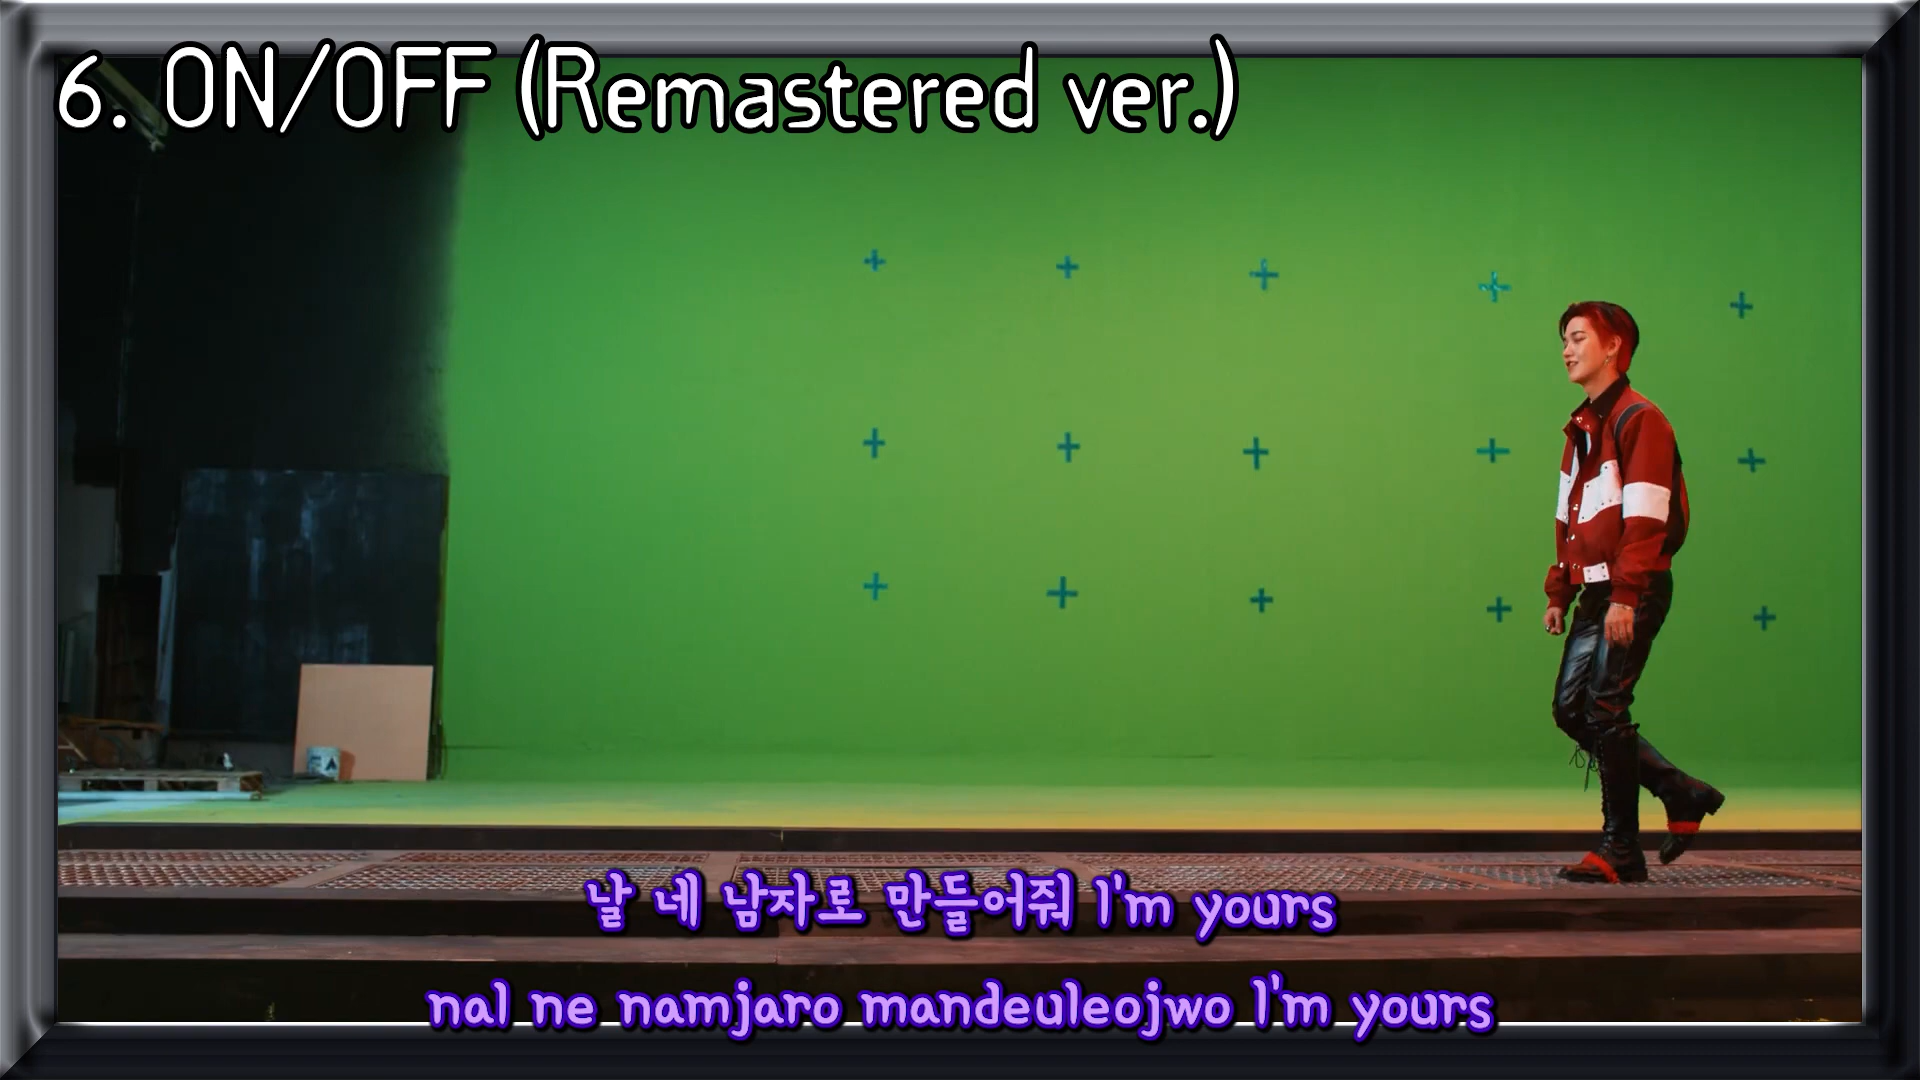 6. ON/OFF (Remastered ver.)
날 네 남자로 만들어줘 I'm yours
nal ne namjaro mandeuleojwo I'm yours